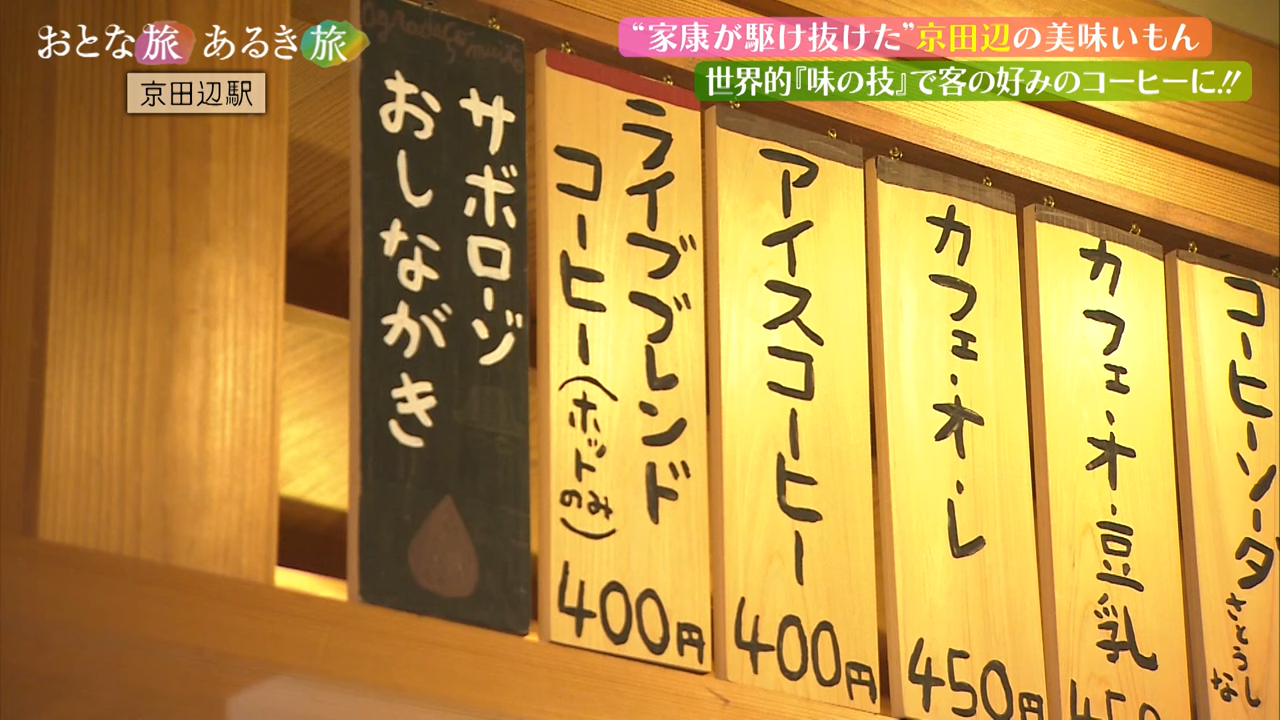 おとな旅あるき旅
京田辺駅
“家康が駆け抜けた”京田辺の美味いもん
世界的『味の技』で客の好みのコーヒーに!!
サボローゾ
おしながき
ライブブレンド
コーヒー(ホットのみ)
400円
アイスコーヒー
400円
カフェ・オ・レ
450円
カフェ・オ・豆乳
450
コーヒーソーダ
さとうなし